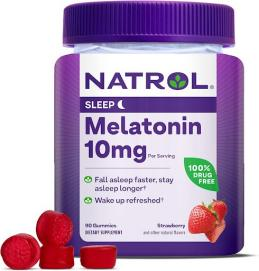 NATROL®
SLEEP
Melatonin
10mg Per Serving
100%
DRUG
FREE
Fall asleep faster, stay
asleep longer†
Wake up refreshed†
90 Gummies
DIETARY SUPPLEMENT
Strawberry
and other natural flavors